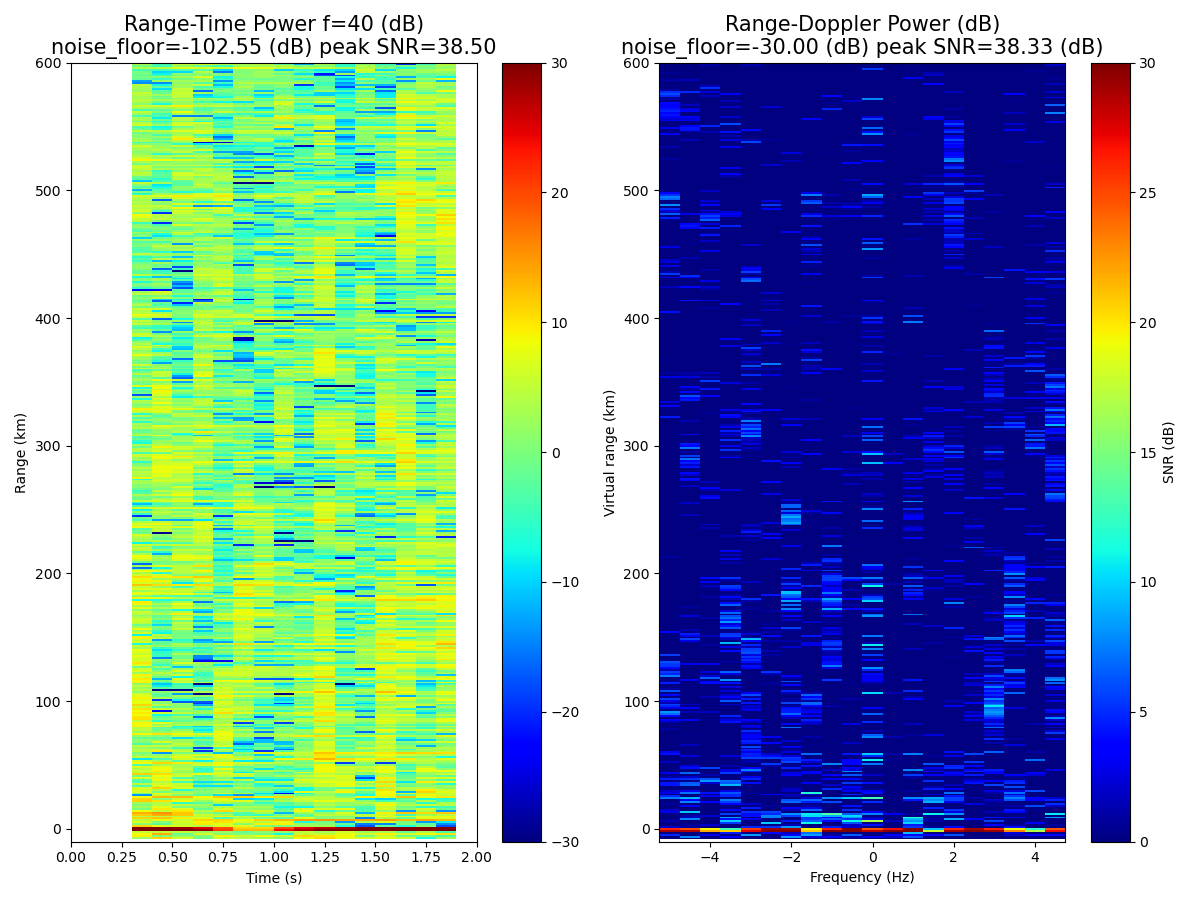 Range-Time Power f=40 (dB)
noise_floor=-102.55 (dB) peak SNR=38.50
600
500
400
300
200
100
0
Range (km)
0.00 0.25 0.50 0.75 1.00 1.25 1.50 1.75 2.00
Time (s)
30
20
10
0
−10
−20
−30
Range-Doppler Power (dB)
noise_floor=-30.00 (dB) peak SNR=38.33 (dB)
600
500
400
300
200
100
0
Virtual range (km)
−4 −2 0 2 4
Frequency (Hz)
30
25
20
15
10
5
0
SNR (dB)